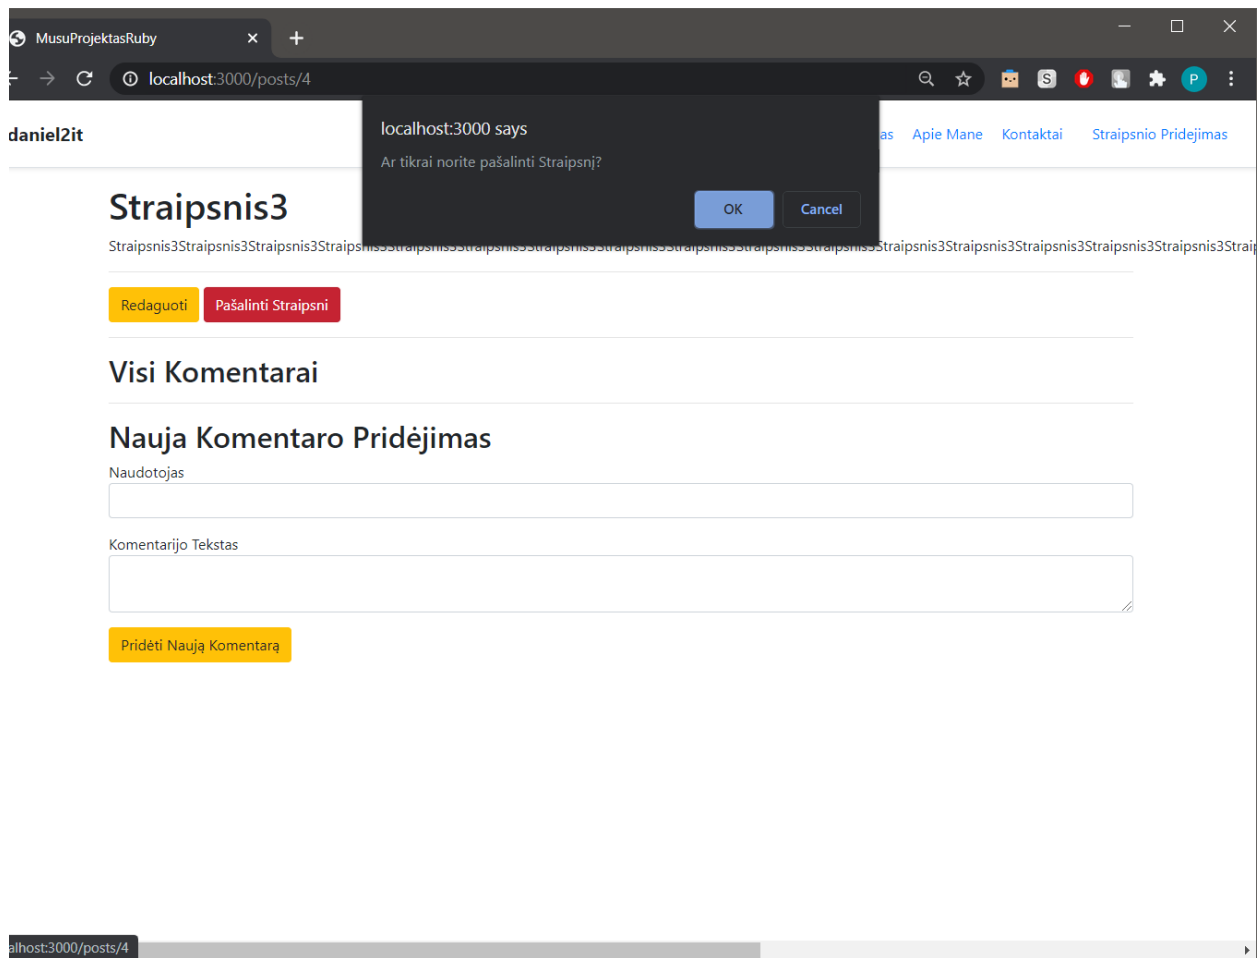 MusuProjektasRuby
localhost:3000/posts/4
S
P
daniel2it
localhost:3000 says
Ar tikrai norite pašalinti Straipsnį?
OK
Cancel
as Apie Mane Kontaktai Straipsnio Pridejimas
Straipsnis3
Straipsnis3Straipsnis3Straipsnis3Straipsnis3Straipsnis3Straipsnis3Straipsnis3Straipsnis3Straipsnis3Straipsnis3Straipsnis3Straipsnis3Straipsnis3Straipsnis3Straipsnis3Straipsnis3Strai
Redaguoti Pašalinti Straipsni
Visi Komentarai
Nauja Komentaro Pridėjimas
Naudotojas
Komentarijo Tekstas
Pridėti Naują Komentarą
alhost:3000/posts/4